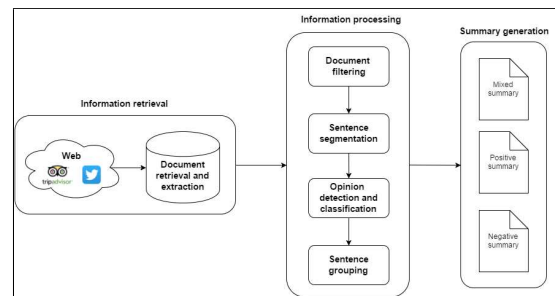 Information processing
Summary generation
Document
filtering
Mixed
summary
Information retrieval
Sentence
segmentation
Web
tripadvisor
Document
retrieval and
extraction
Positive
summary
Opinion
detection and
classification
Negative
summary
Sentence
grouping